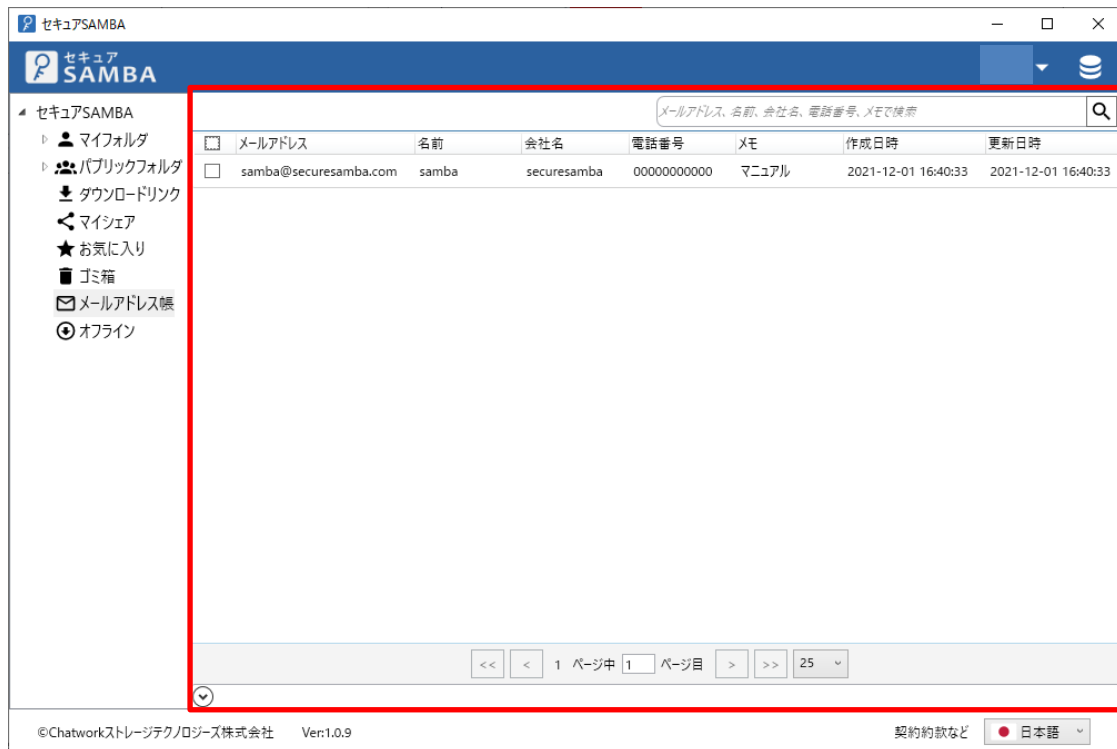 セキュアSAMBA
セキュア
SAMBA
セキュアSAMBA
マイフォルダ
パブリックフォルダ
ダウンロードリンク
マイシェア
お気に入り
ゴミ箱
メールアドレス帳
オフライン
メールアドレス、名前、会社名、電話番号、メモで検索
メールアドレス 名前 会社名 電話番号 メモ 作成日時 更新日時
samba@securesamba.com samba securesamba 00000000000 マニュアル 2021-12-01 16:40:33 2021-12-01 16:40:33
<< < 1 ページ中 1 ページ目 > >> 25
©Chatworkストレージテクノロジーズ株式会社 Ver:1.0.9 契約約款など 日本語